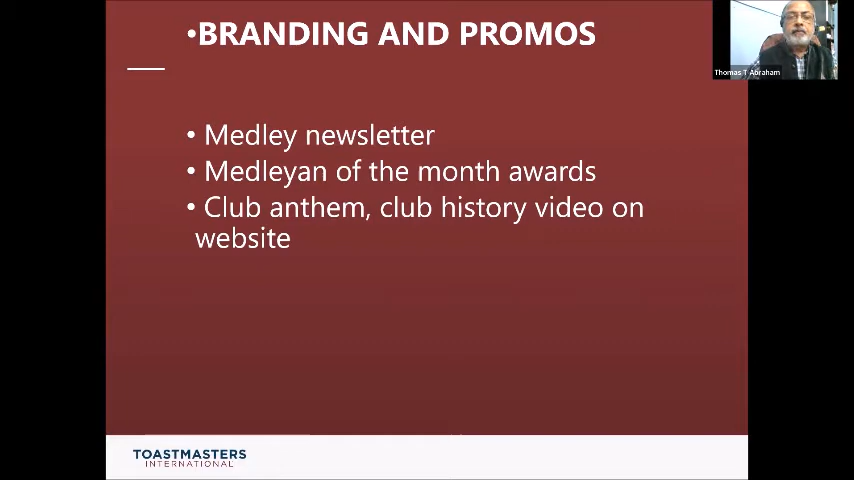 •BRANDING AND PROMOS
Thomas T Abraham
• Medley newsletter
• Medleyan of the month awards
• Club anthem, club history video on
website
TOASTMASTERS
INTERNATIONAL